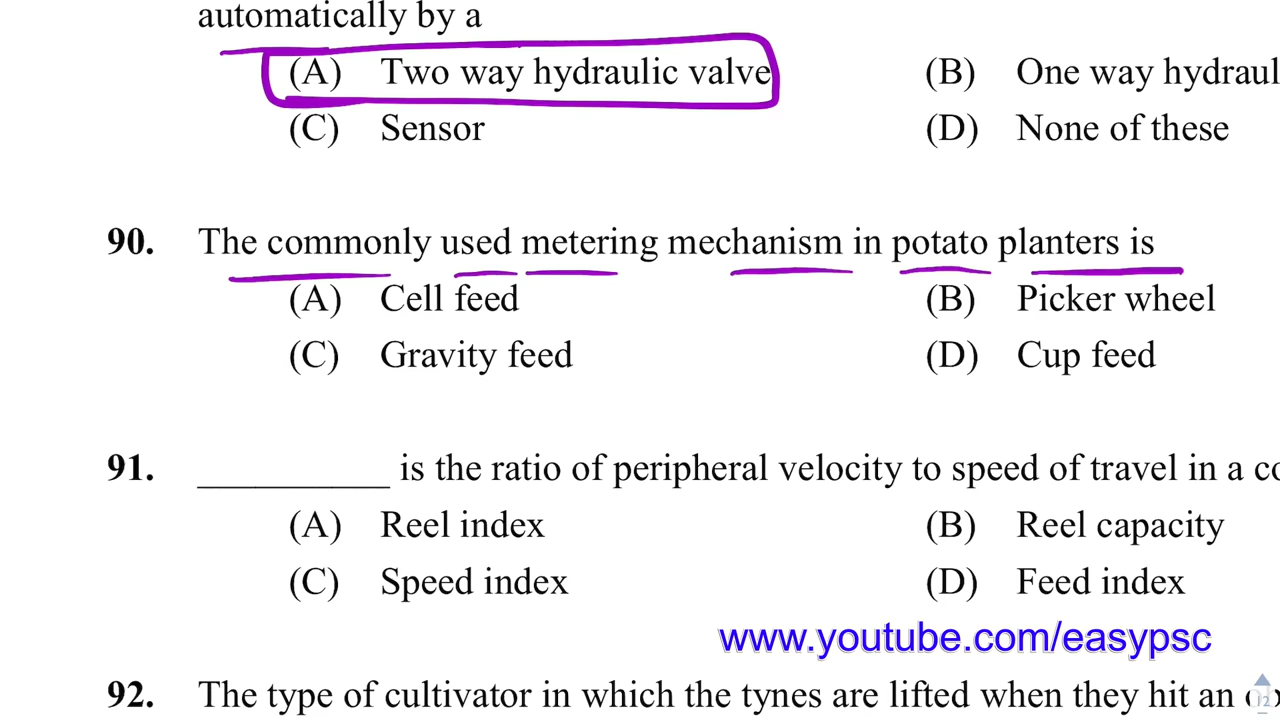 automatically by a
(A) Two way hydraulic valve (B) One way hydraul
(C) Sensor (D) None of these
90. The commonly used metering mechanism in potato planters is
(A) Cell feed (B) Picker wheel
(C) Gravity feed (D) Cup feed
91. __________ is the ratio of peripheral velocity to speed of travel in a co
(A) Reel index (B) Reel capacity
(C) Speed index (D) Feed index
www.youtube.com/easypsc
92. The type of cultivator in which the tynes are lifted when they hit an